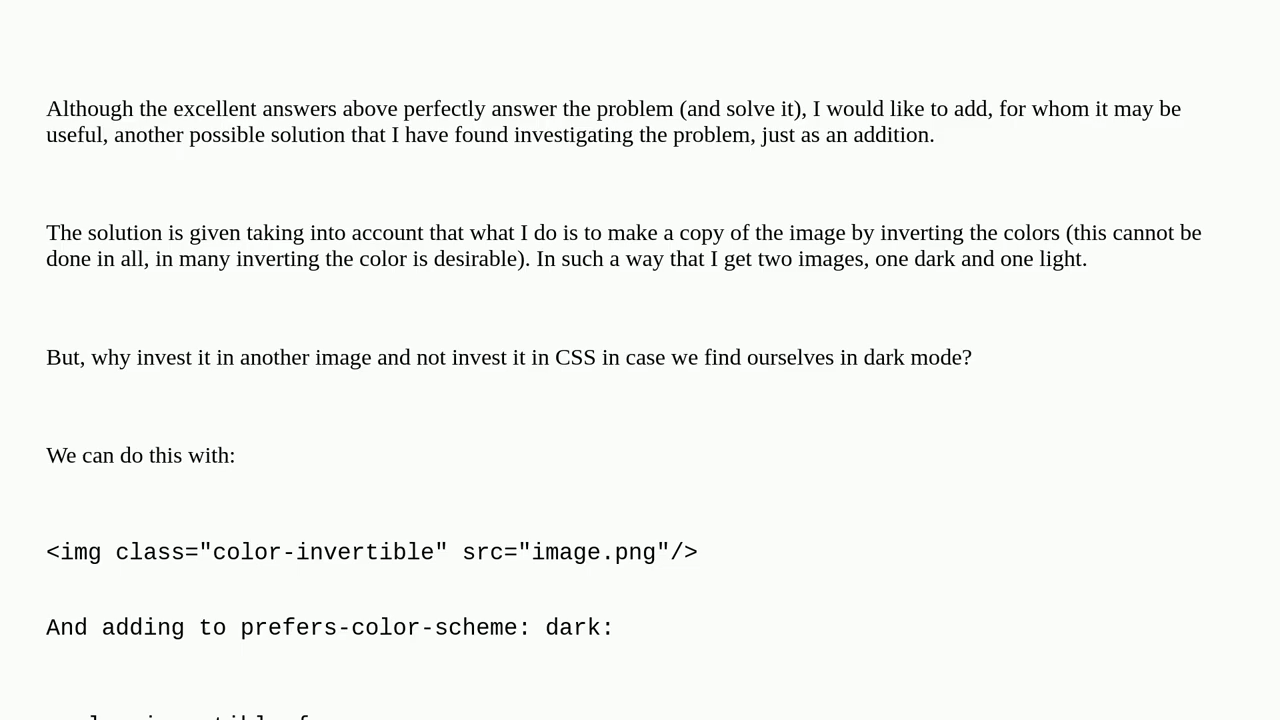 Although the excellent answers above perfectly answer the problem (and solve it), I would like to add, for whom it may be
useful, another possible solution that I have found investigating the problem, just as an addition.
The solution is given taking into account that what I do is to make a copy of the image by inverting the colors (this cannot be
done in all, in many inverting the color is desirable). In such a way that I get two images, one dark and one light.
But, why invest it in another image and not invest it in CSS in case we find ourselves in dark mode?
We can do this with:
<img class="color-invertible" src="image.png"/>
And adding to prefers-color-scheme: dark: